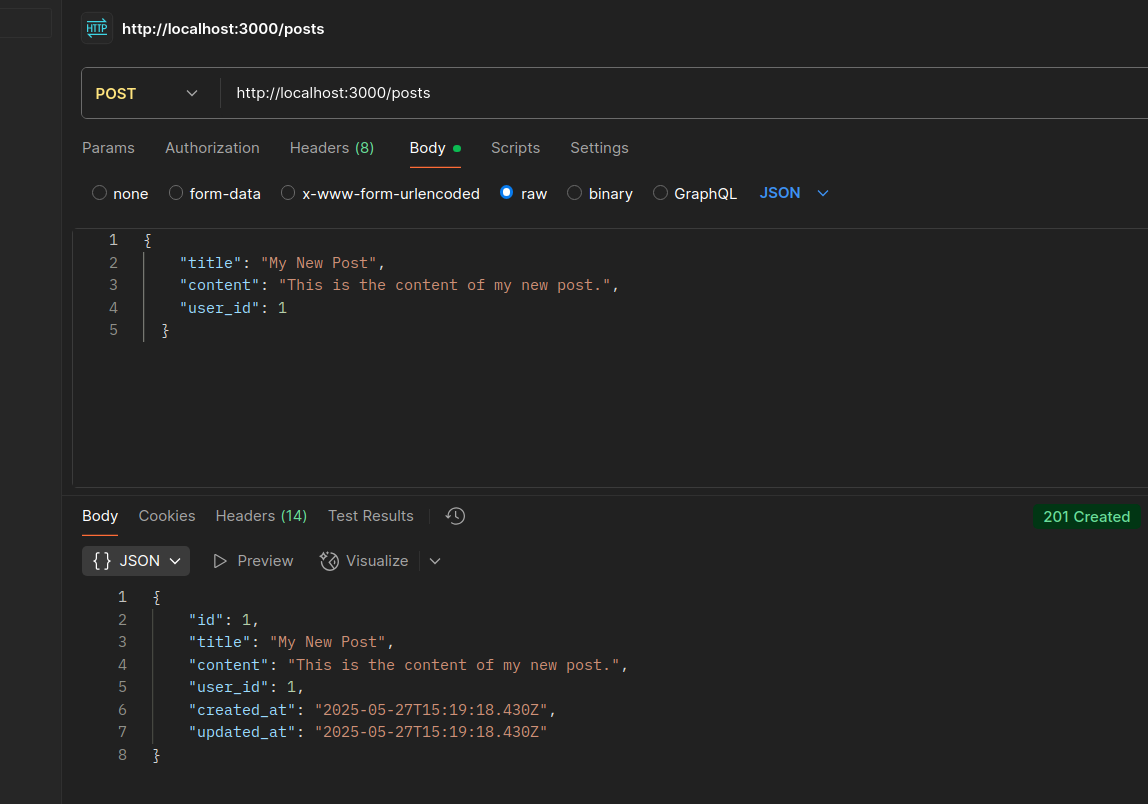 HTTP http://localhost:3000/posts
POST http://localhost:3000/posts
Params Authorization Headers (8) Body Scripts Settings
none form-data x-www-form-urlencoded raw binary GraphQL JSON
1 {
2 "title": "My New Post",
3 "content": "This is the content of my new post.",
4 "user_id": 1
5 }
Body Cookies Headers (14) Test Results 201 Created
{} JSON Preview Visualize
1 {
2 "id": 1,
3 "title": "My New Post",
4 "content": "This is the content of my new post.",
5 "user_id": 1,
6 "created_at": "2025-05-27T15:19:18.430Z",
7 "updated_at": "2025-05-27T15:19:18.430Z"
8 }